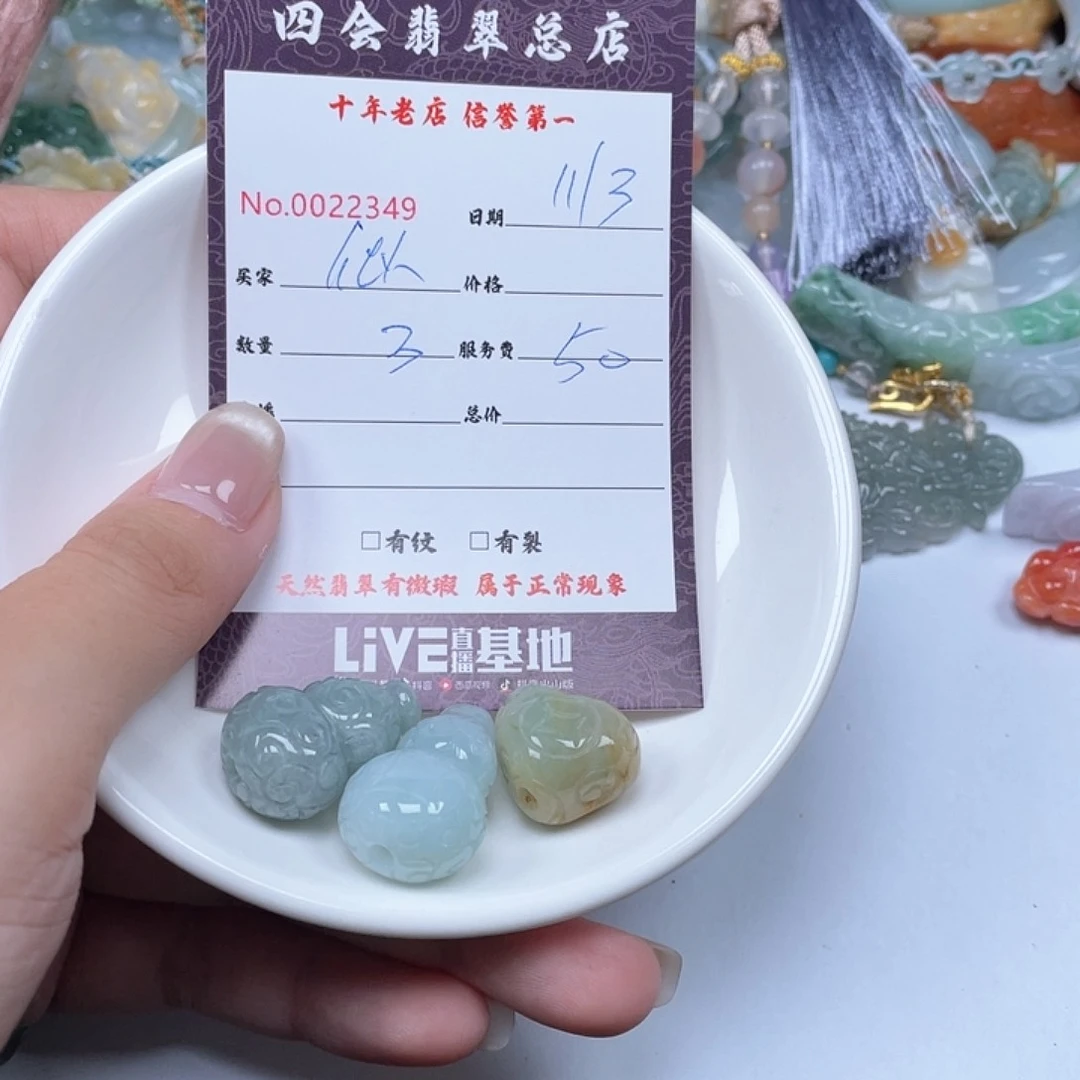 四会翡翠总店
十年老店 信誉第一
No.0022349 日期 11/3
买家 价格
数量 3 服务费 50
总价
□有纹 □有裂
天然翡翠有微瑕 属于正常现象
LiVE直播基地